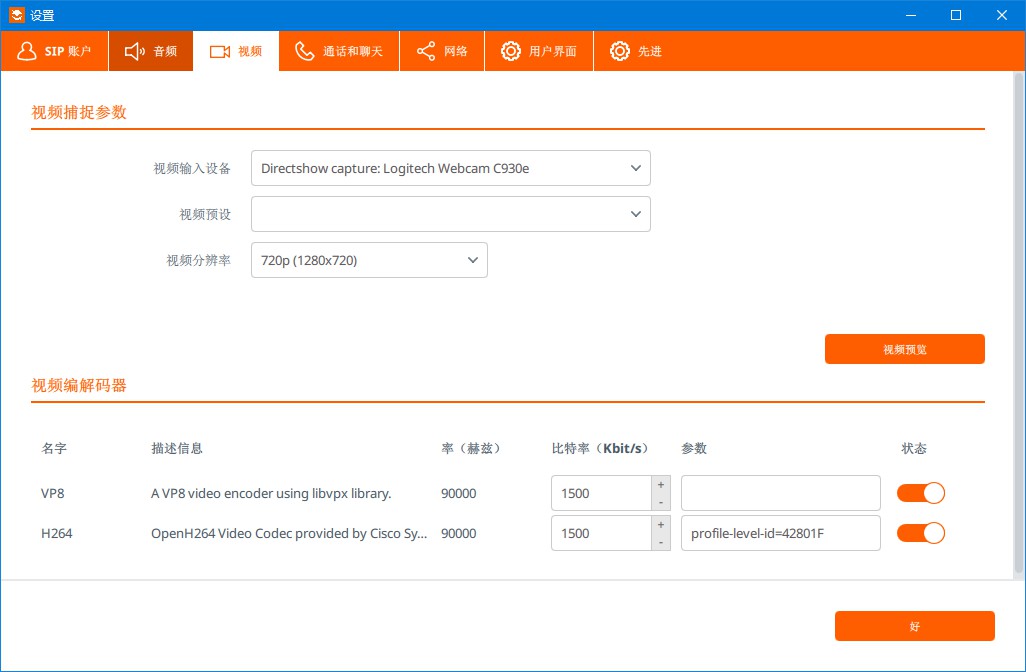 设置
SIP 账户 音频 视频 通话和聊天 网络 用户界面 先进
视频捕捉参数
视频输入设备 Directshow capture: Logitech Webcam C930e
视频预设
视频分辨率 720p (1280x720)
视频预览
视频编解码器
名字 描述信息 率（赫兹） 比特率（Kbit/s） 参数 状态
VP8 A VP8 video encoder using libvpx library. 90000 1500 + -
H264 OpenH264 Video Codec provided by Cisco Sy... 90000 1500 + - profile-level-id=42801F
好